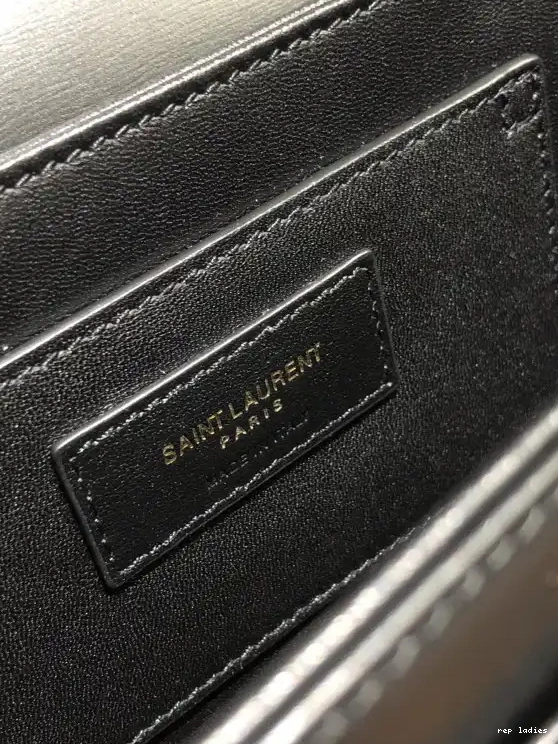 SAINT LAURENT
PARIS
MADE IN ITALY
rep ladies